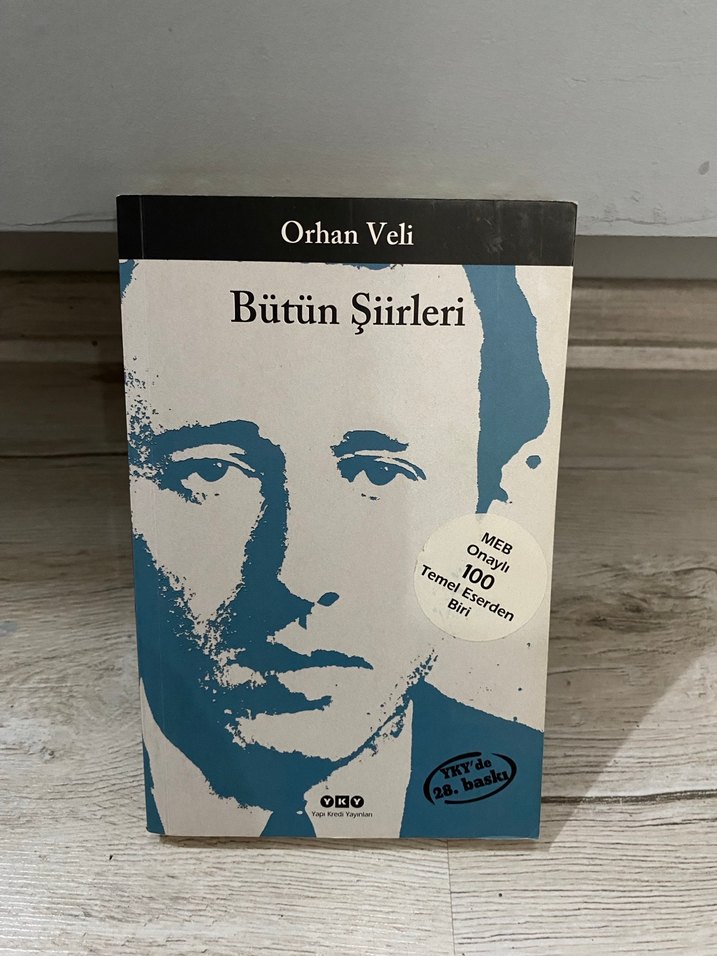 Orhan Veli
Bütün Şiirleri
MEB
Onaylı
100
Temel Eserden
Biri
YKY'de
28. baskı
YKY
Yapı Kredi Yayınları